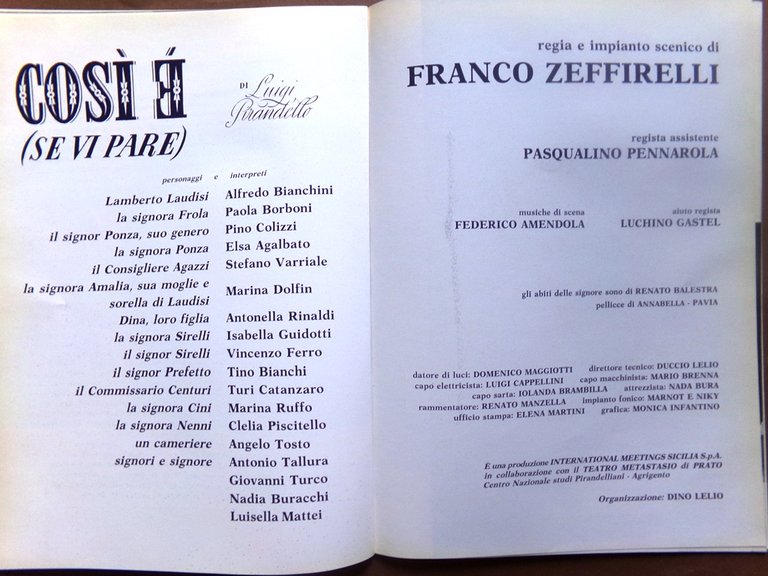 COSÌ É
(SE VI PARE)
DI Luigi Pirandello
personaggi e interpreti
Lamberto Laudisi Alfredo Bianchini
la signora Frola Paola Borboni
il signor Ponza, suo genero Pino Colizzi
la signora Ponza Elsa Agalbato
il Consigliere Agazzi Stefano Varriale
la signora Amalia, sua moglie e
sorella di Laudisi Marina Dolfin
Dina, loro figlia Antonella Rinaldi
la signora Sirelli Isabella Guidotti
il signor Sirelli Vincenzo Ferro
il signor Prefetto Tino Bianchi
il Commissario Centuri Turi Catanzaro
la signora Cini Marina Ruffo
la signora Nenni Clelia Piscitello
un cameriere Angelo Tosto
signori e signore Antonio Tallura
Giovanni Turco
Nadia Buracchi
Luisella Mattei
regia e impianto scenico di
FRANCO ZEFFIRELLI
regista assistente
PASQUALINO PENNAROLA
musiche di scena
FEDERICO AMENDOLA
aiuto regista
LUCHINO GASTEL
gli abiti delle signore sono di RENATO BALESTRA
pellicce di ANNABELLA - PAVIA
datore di luci: DOMENICO MAGGIOTTI direttore tecnico: DUCCIO LELIO
capo elettricista: LUIGI CAPPELLINI capo macchinista: MARIO BRENNA
capo sarta: IOLANDA BRAMBILLA attrezzista: NADA BURA
rammentatore: RENATO MANZELLA impianto fonico: MARNOT E NIKY
ufficio stampa: ELENA MARTINI grafica: MONICA INFANTINO
È una produzione INTERNATIONAL MEETINGS SICILIA S.p.A.
in collaborazione con il TEATRO METASTASIO di PRATO
Centro Nazionale studi Pirandelliani - Agrigento
Organizzazione: DINO LELIO